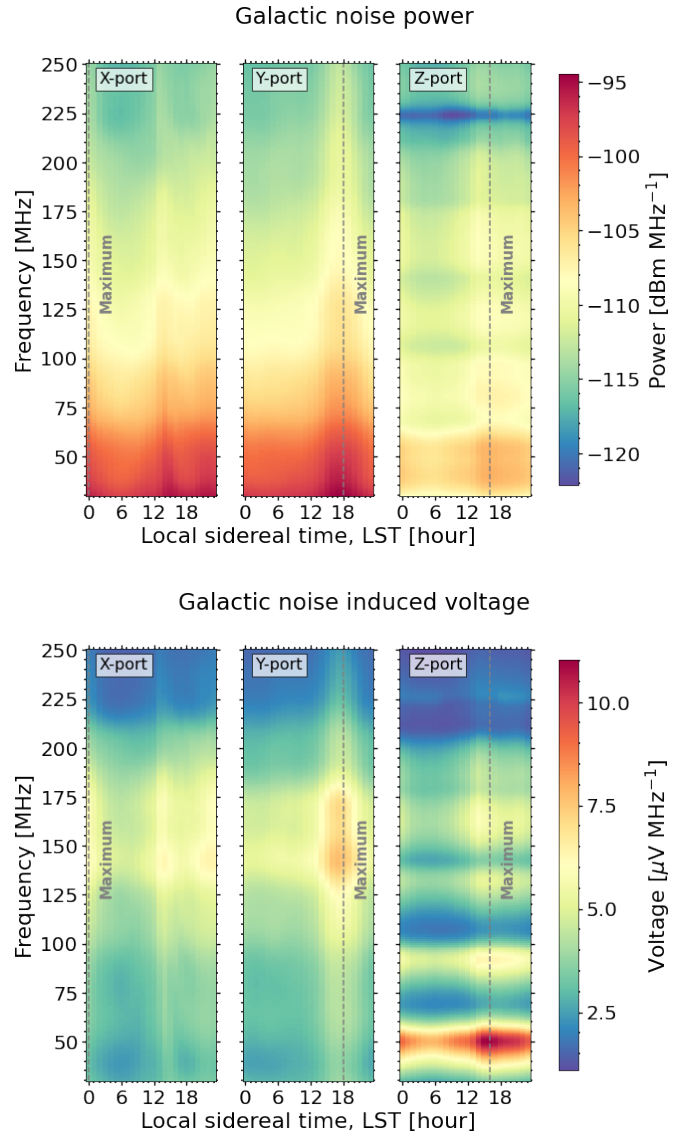 Galactic noise power
X-port
Y-port
Z-port
250
225
200
175
150
125
100
75
50
Frequency [MHz]
Maximum
Maximum
Maximum
0 6 12 18
0 6 12 18
0 6 12 18
Local sidereal time, LST [hour]
−95
−100
−105
−110
−115
−120
Power [dBm MHz⁻¹]
Galactic noise induced voltage
X-port
Y-port
Z-port
250
225
200
175
150
125
100
75
50
Frequency [MHz]
Maximum
Maximum
Maximum
0 6 12 18
0 6 12 18
0 6 12 18
Local sidereal time, LST [hour]
10.0
7.5
5.0
2.5
Voltage [μV MHz⁻¹]